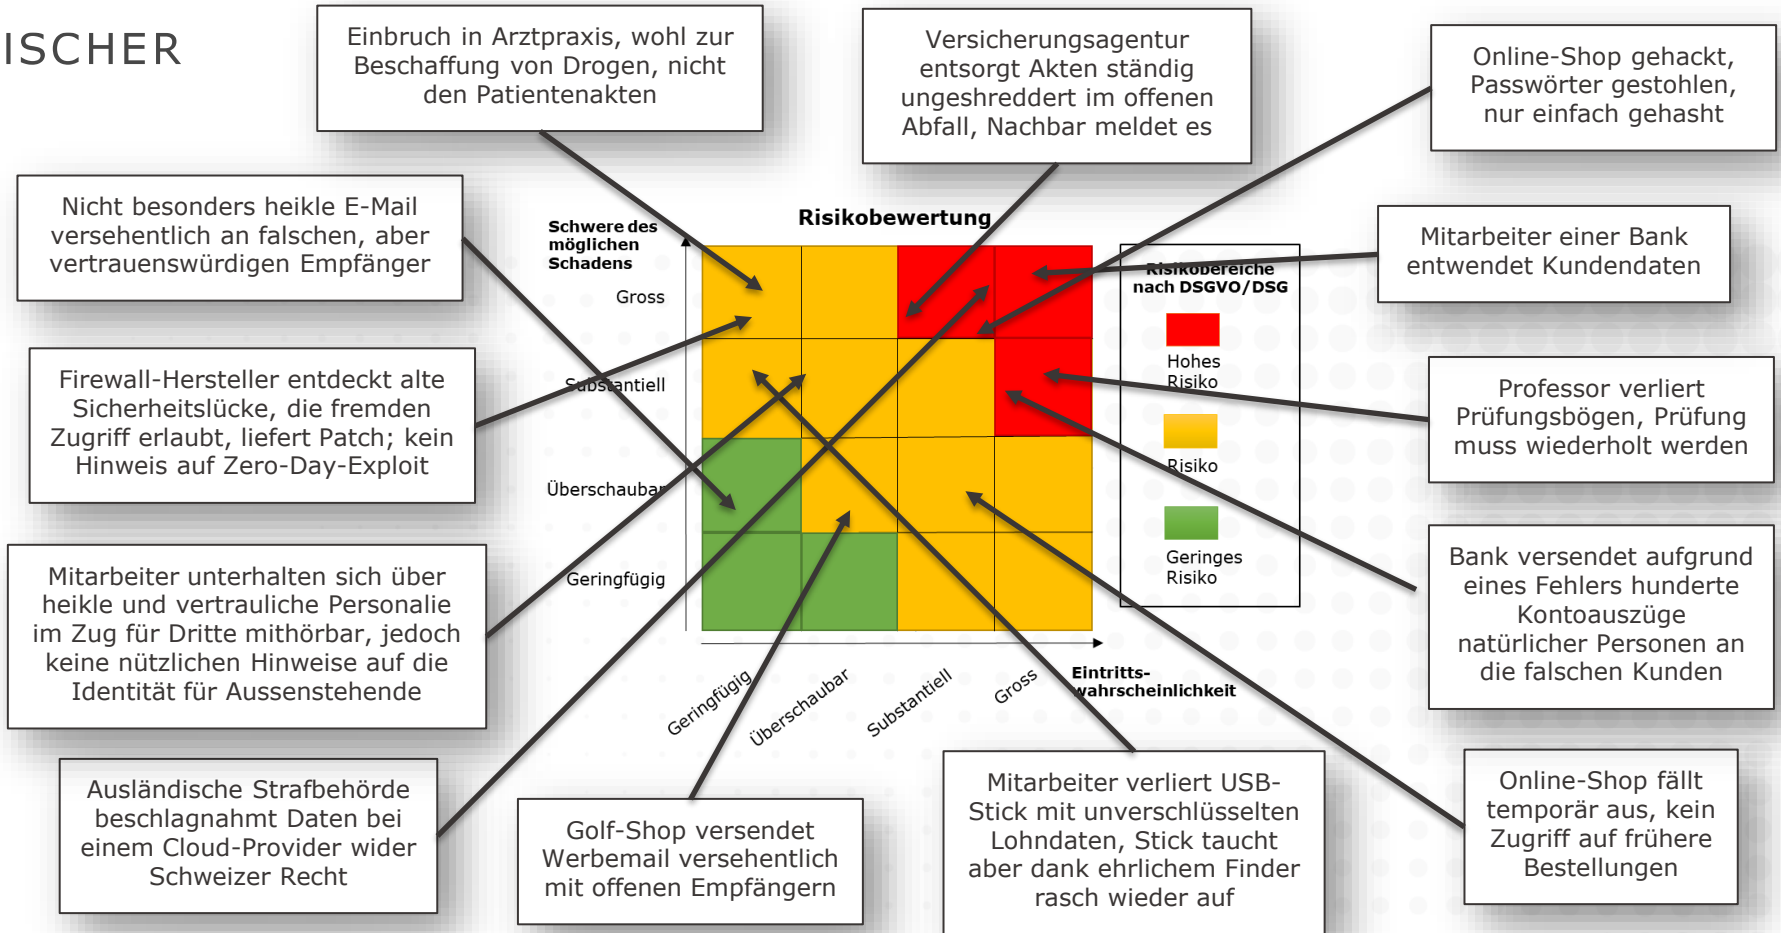 ISCHER
Einbruch in Arztpraxis, wohl zur
Beschaffung von Drogen, nicht
den Patientenakten
Versicherungsagentur
entsorgt Akten ständig
ungeshreddert im offenen
Abfall, Nachbar meldet es
Online-Shop gehackt,
Passwörter gestohlen,
nur einfach gehasht
Nicht besonders heikle E-Mail
versehentlich an falschen, aber
vertrauenswürdigen Empfänger
Mitarbeiter einer Bank
entwendet Kundendaten
Firewall-Hersteller entdeckt alte
Sicherheitslücke, die fremden
Zugriff erlaubt, liefert Patch; kein
Hinweis auf Zero-Day-Exploit
Professor verliert
Prüfungsbögen, Prüfung
muss wiederholt werden
Mitarbeiter unterhalten sich über
heikle und vertrauliche Personalie
im Zug für Dritte mithörbar, jedoch
keine nützlichen Hinweise auf die
Identität für Aussenstehende
Bank versendet aufgrund
eines Fehlers hunderte
Kontoauszüge
natürlicher Personen an
die falschen Kunden
Ausländische Strafbehörde
beschlagnahmt Daten bei
einem Cloud-Provider wider
Schweizer Recht
Golf-Shop versendet
Werbemail versehentlich
mit offenen Empfängern
Mitarbeiter verliert USB-
Stick mit unverschlüsselten
Lohndaten, Stick taucht
aber dank ehrlichem Finder
rasch wieder auf
Online-Shop fällt
temporär aus, kein
Zugriff auf frühere
Bestellungen
Risikobewertung
Schwere des
möglichen
Schadens
Gross
Substantiell
Überschaubar
Geringfügig
Geringfügig
Überschaubar
Substantiell
Gross
Eintritts-
wahrscheinlichkeit
Risikobereiche
nach DSGVO/DSG
Hohes
Risiko
Risiko
Geringes
Risiko